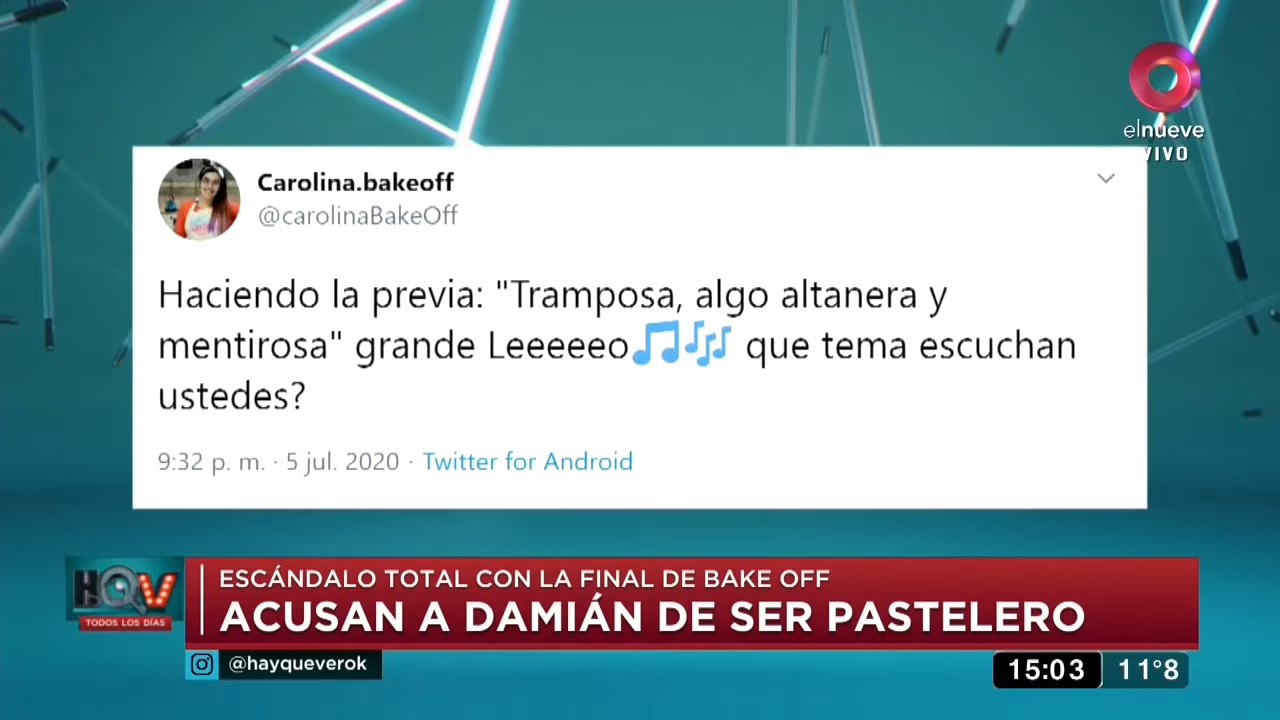 elnueve
VIVO
Carolina.bakeoff
@carolinaBakeOff
Haciendo la previa: "Tramposa, algo altanera y
mentirosa" grande Leeeeeo🎵🎶 que tema escuchan
ustedes?
9:32 p. m. · 5 jul. 2020 · Twitter for Android
HQV
TODOS LOS DÍAS
ESCÁNDALO TOTAL CON LA FINAL DE BAKE OFF
ACUSAN A DAMIÁN DE SER PASTELERO
@hayqueverok
15:03 11°8